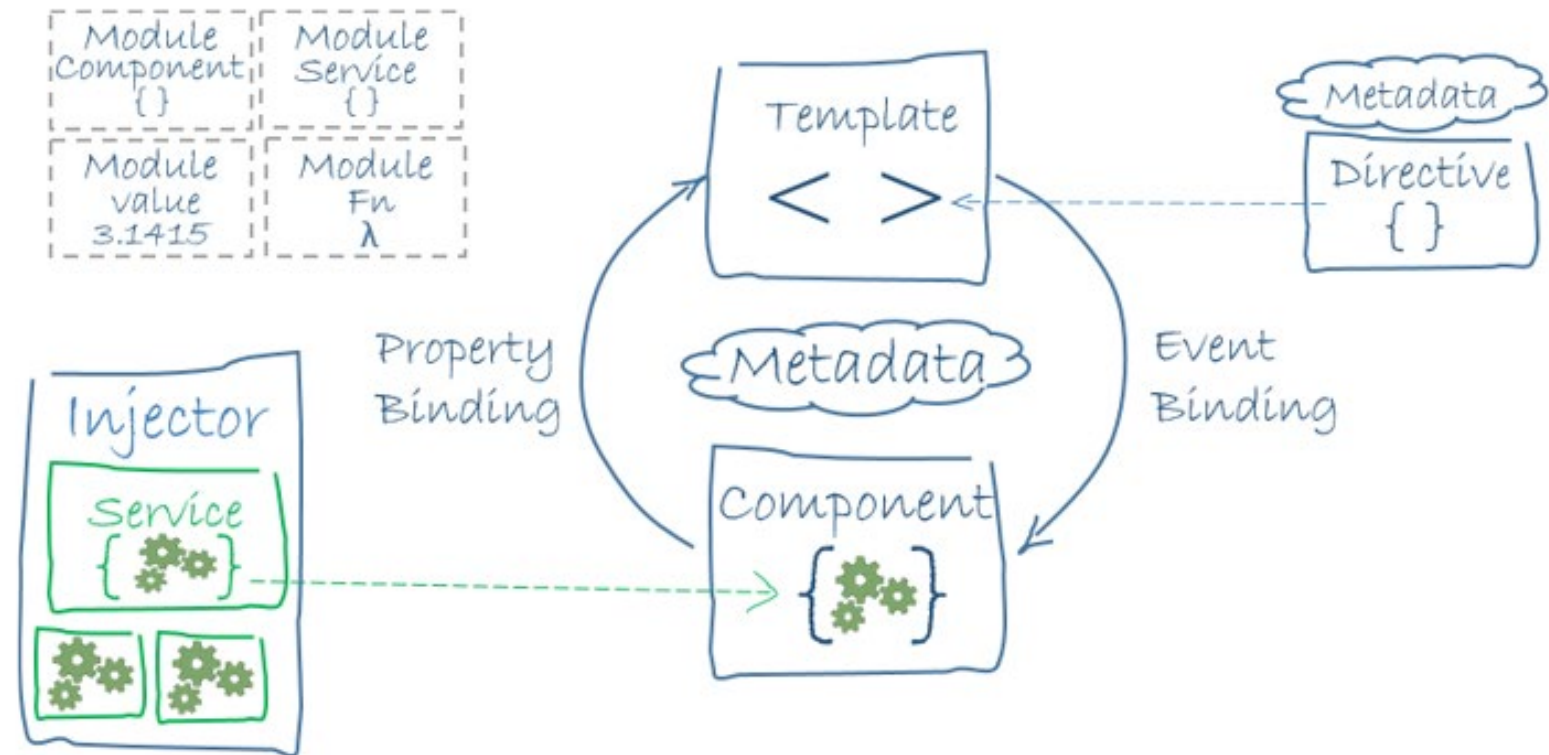 Module
Component
{ }
Module
Service
{ }
Module
value
3.1415
Module
Fn
λ
Template
< >
Metadata
Directive
{ }
Property
Binding
Metadata
Event
Binding
Injector
Service
{ }
Component
{ }